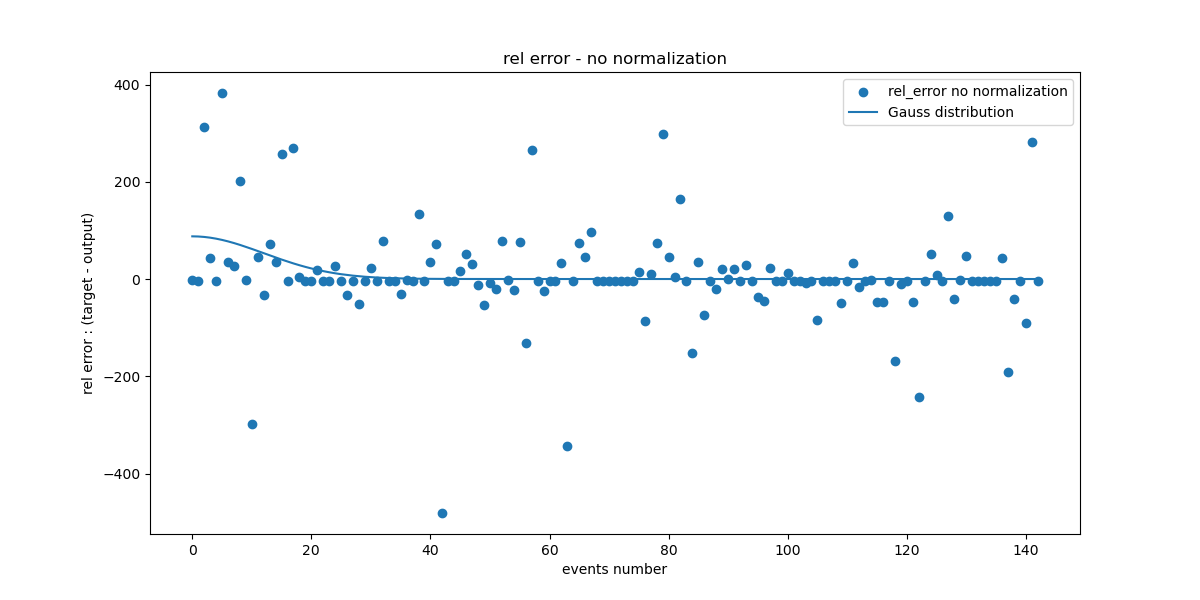 rel error - no normalization
rel_error no normalization
Gauss distribution
rel error : (target - output)
400
200
0
−200
−400
0 20 40 60 80 100 120 140
events number